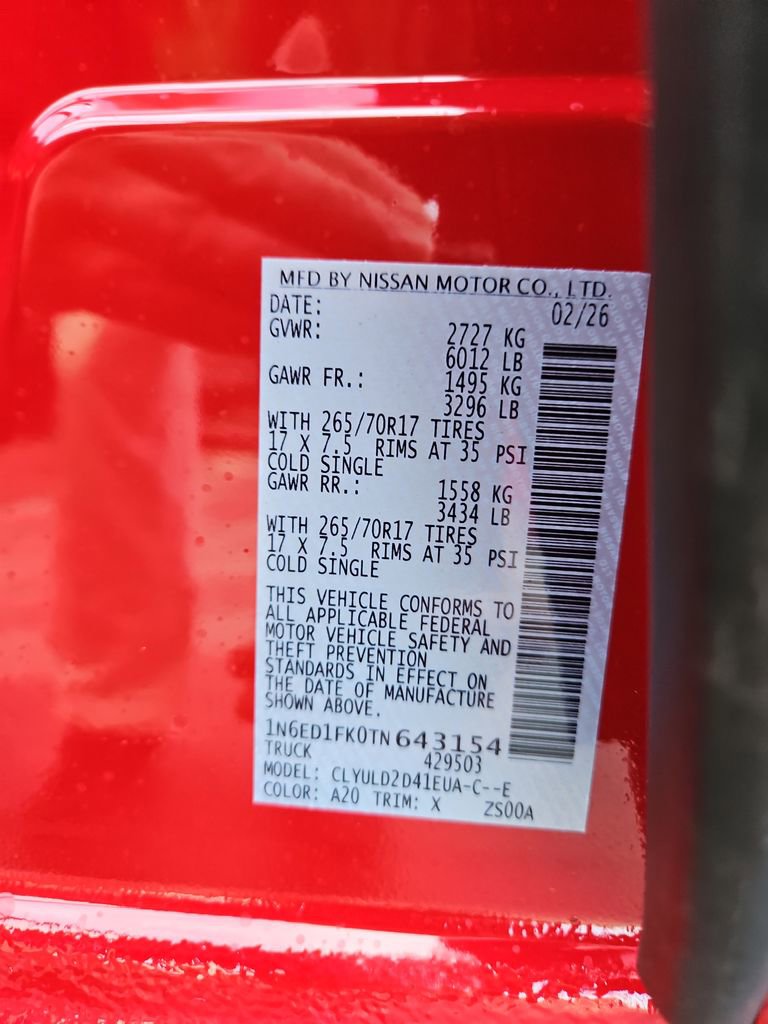 MFD BY NISSAN MOTOR CO., LTD.
DATE: 02/26
GVWR: 2727 KG
6012 LB
GAWR FR.: 1495 KG
3296 LB
WITH 265/70R17 TIRES
17 X 7.5 RIMS AT 35 PSI
COLD SINGLE
GAWR RR.: 1558 KG
3434 LB
WITH 265/70R17 TIRES
17 X 7.5 RIMS AT 35 PSI
COLD SINGLE
THIS VEHICLE CONFORMS TO
ALL APPLICABLE FEDERAL
MOTOR VEHICLE SAFETY AND
THEFT PREVENTION
STANDARDS IN EFFECT ON
THE DATE OF MANUFACTURE
SHOWN ABOVE.
1N6ED1FK0TN643154
TRUCK 429503
MODEL: CLYULD2D41EUA-C--E
COLOR: A20 TRIM: X ZS00A